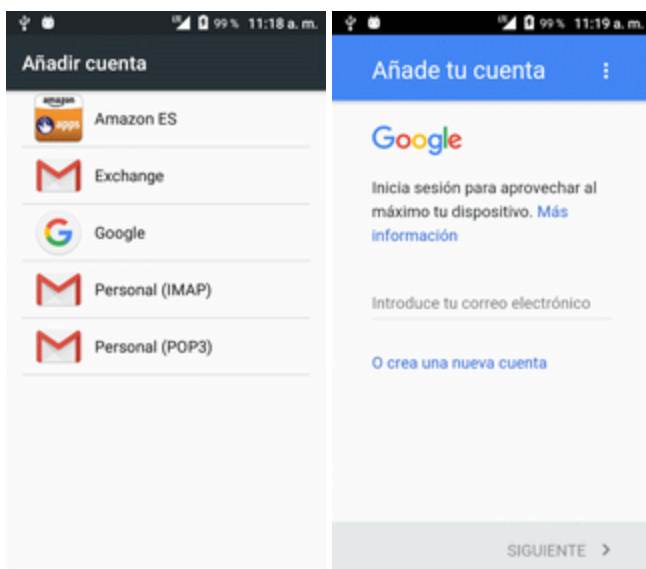 99 % 11:18 a. m.
Añadir cuenta
amazon
apps
Amazon ES
Exchange
Google
Personal (IMAP)
Personal (POP3)
99 % 11:19 a. m.
Añade tu cuenta
Google
Inicia sesión para aprovechar al
máximo tu dispositivo. Más
información
Introduce tu correo electrónico
O crea una nueva cuenta
SIGUIENTE